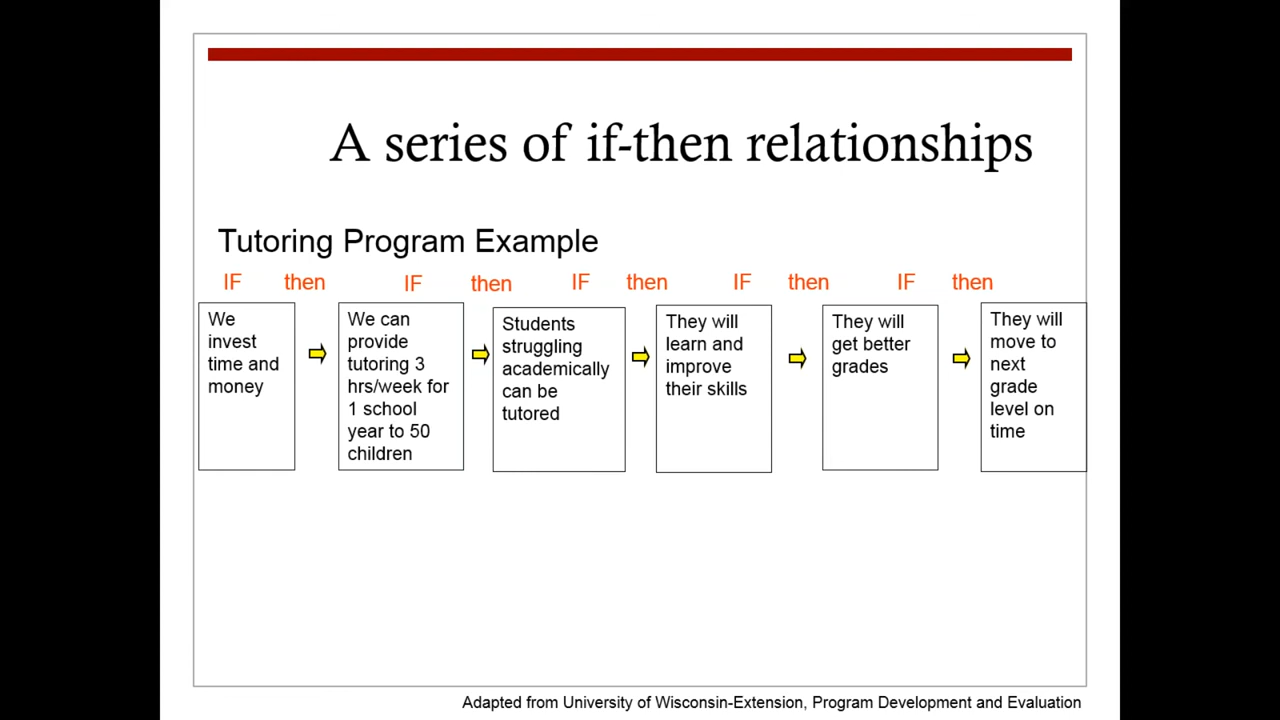 A series of if-then relationships
Tutoring Program Example
IF then IF then IF then IF then IF then
We
invest
time and
money
We can
provide
tutoring 3
hrs/week for
1 school
year to 50
children
Students
struggling
academically
can be
tutored
They will
learn and
improve
their skills
They will
get better
grades
They will
move to
next
grade
level on
time
Adapted from University of Wisconsin-Extension, Program Development and Evaluation